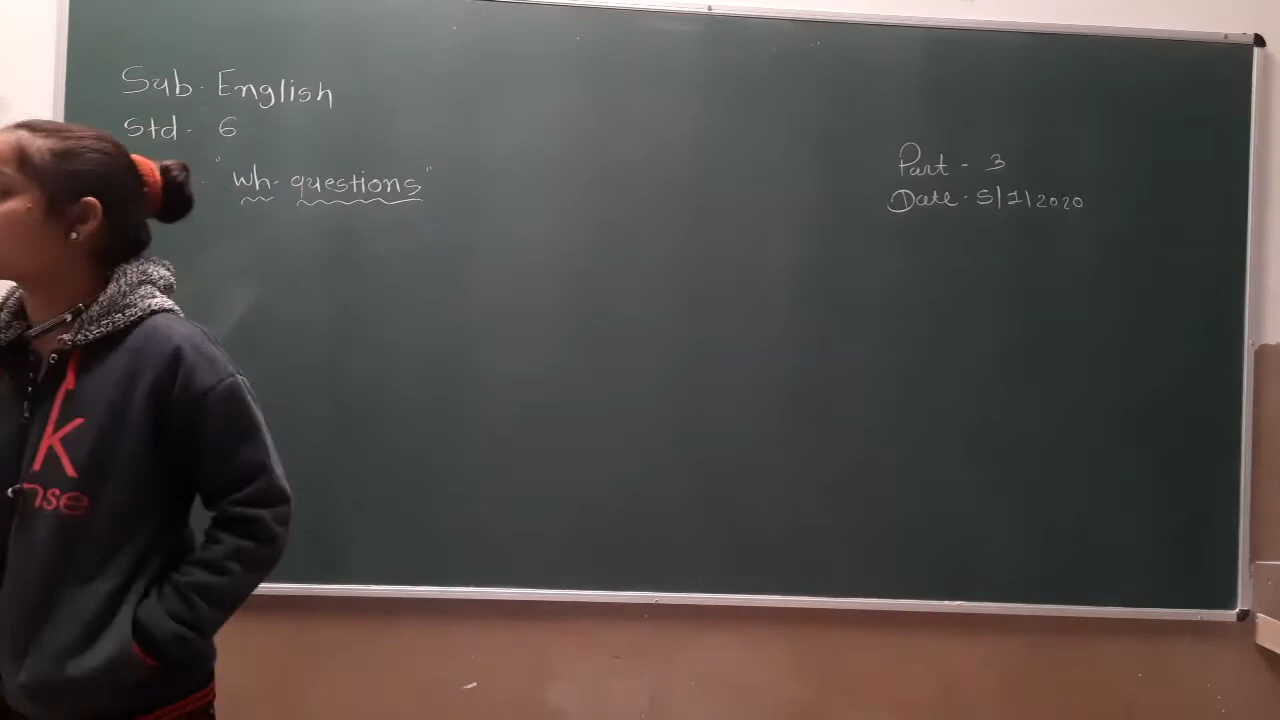 Sub. English
Std. 6
"Wh- questions"
Part - 3
Date. 5/1/2020
k
nse